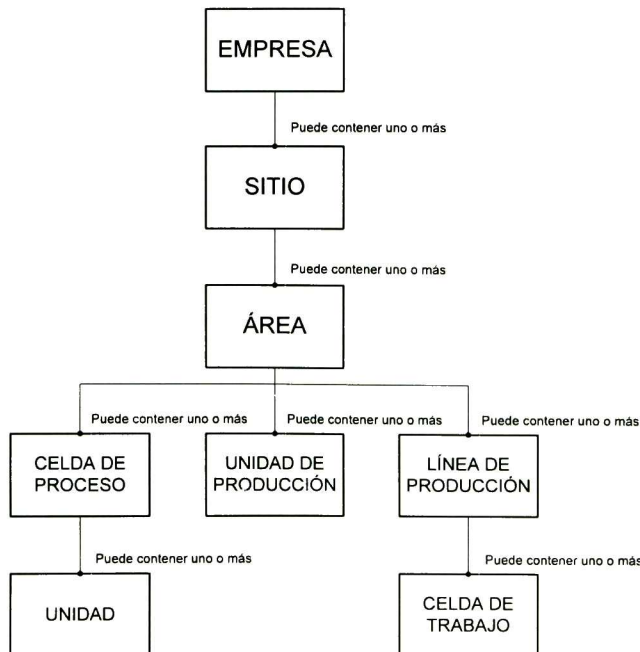 EMPRESA
Puede contener uno o más
SITIO
Puede contener uno o más
ÁREA
Puede contener uno o más
Puede contener uno o más
Puede contener uno o más
CELDA DE
PROCESO
UNIDAD DE
PRODUCCIÓN
LÍNEA DE
PRODUCCIÓN
Puede contener uno o más
Puede contener uno o más
UNIDAD
CELDA DE
TRABAJO